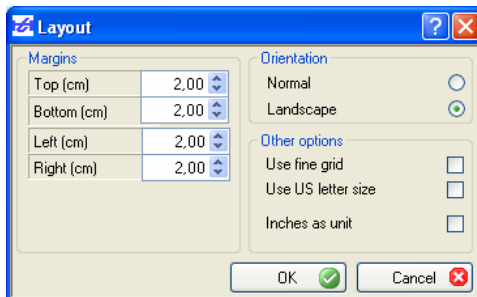 Layout
Margins
Top (cm) 2,00
Bottom (cm) 2,00
Left (cm) 2,00
Right (cm) 2,00
Orientation
Normal
Landscape
Other options
Use fine grid
Use US letter size
Inches as unit
OK
Cancel